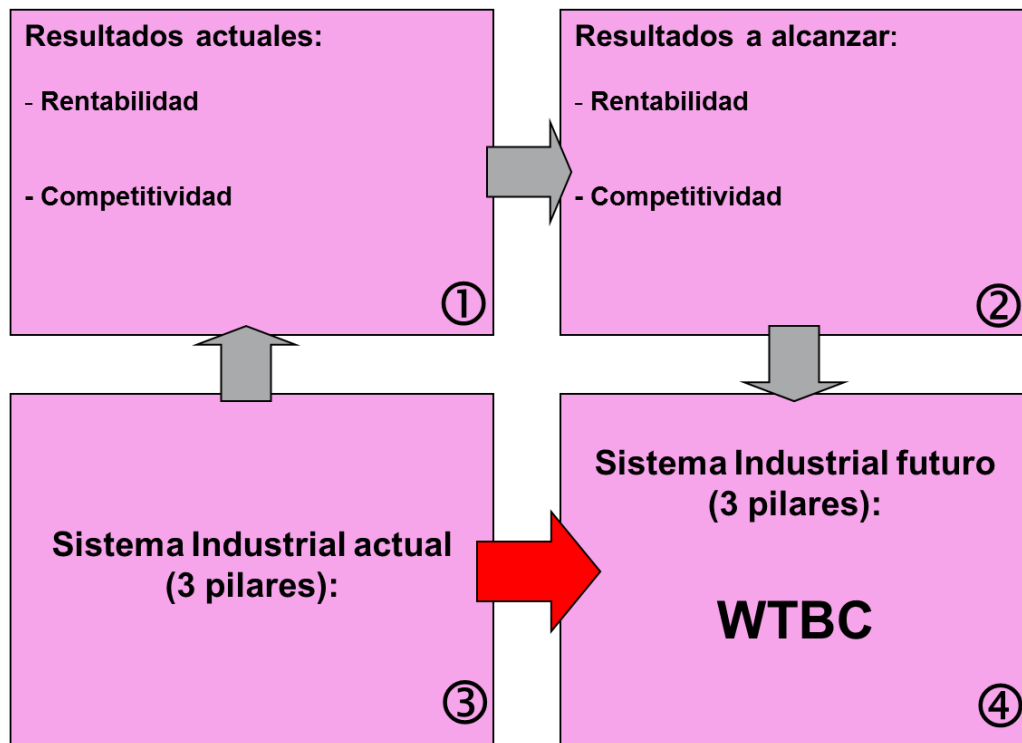 Resultados actuales:
- Rentabilidad
- Competitividad
①
Resultados a alcanzar:
- Rentabilidad
- Competitividad
②
Sistema Industrial actual
(3 pilares):
③
Sistema Industrial futuro
(3 pilares):
WTBC
④